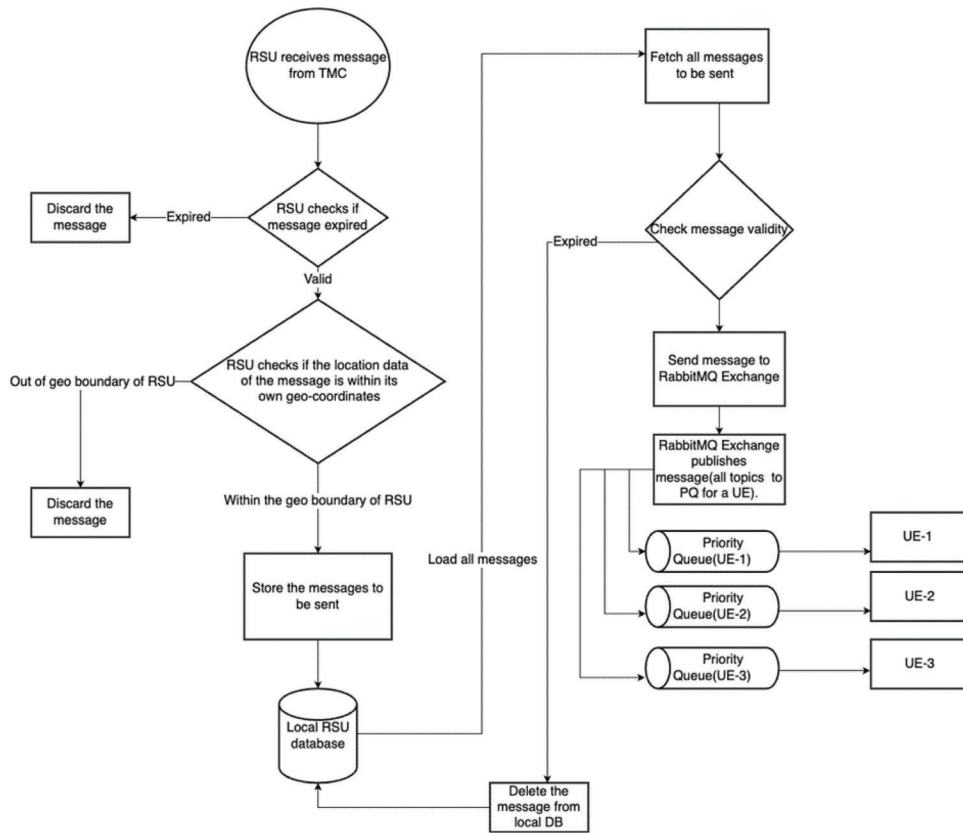 RSU receives message
from TMC
RSU checks if
message expired
Expired
Discard the
message
Valid
RSU checks if the location data
of the message is within its
own geo-coordinates
Out of geo boundary of RSU
Discard the
message
Within the geo boundary of RSU
Store the messages to
be sent
Local RSU
database
Load all messages
Fetch all messages
to be sent
Check message validity
Expired
Delete the
message from
local DB
Send message to
RabbitMQ Exchange
RabbitMQ Exchange
publishes
message(all topics to
PQ for a UE).
Priority
Queue(UE-1)
UE-1
Priority
Queue(UE-2)
UE-2
Priority
Queue(UE-3)
UE-3